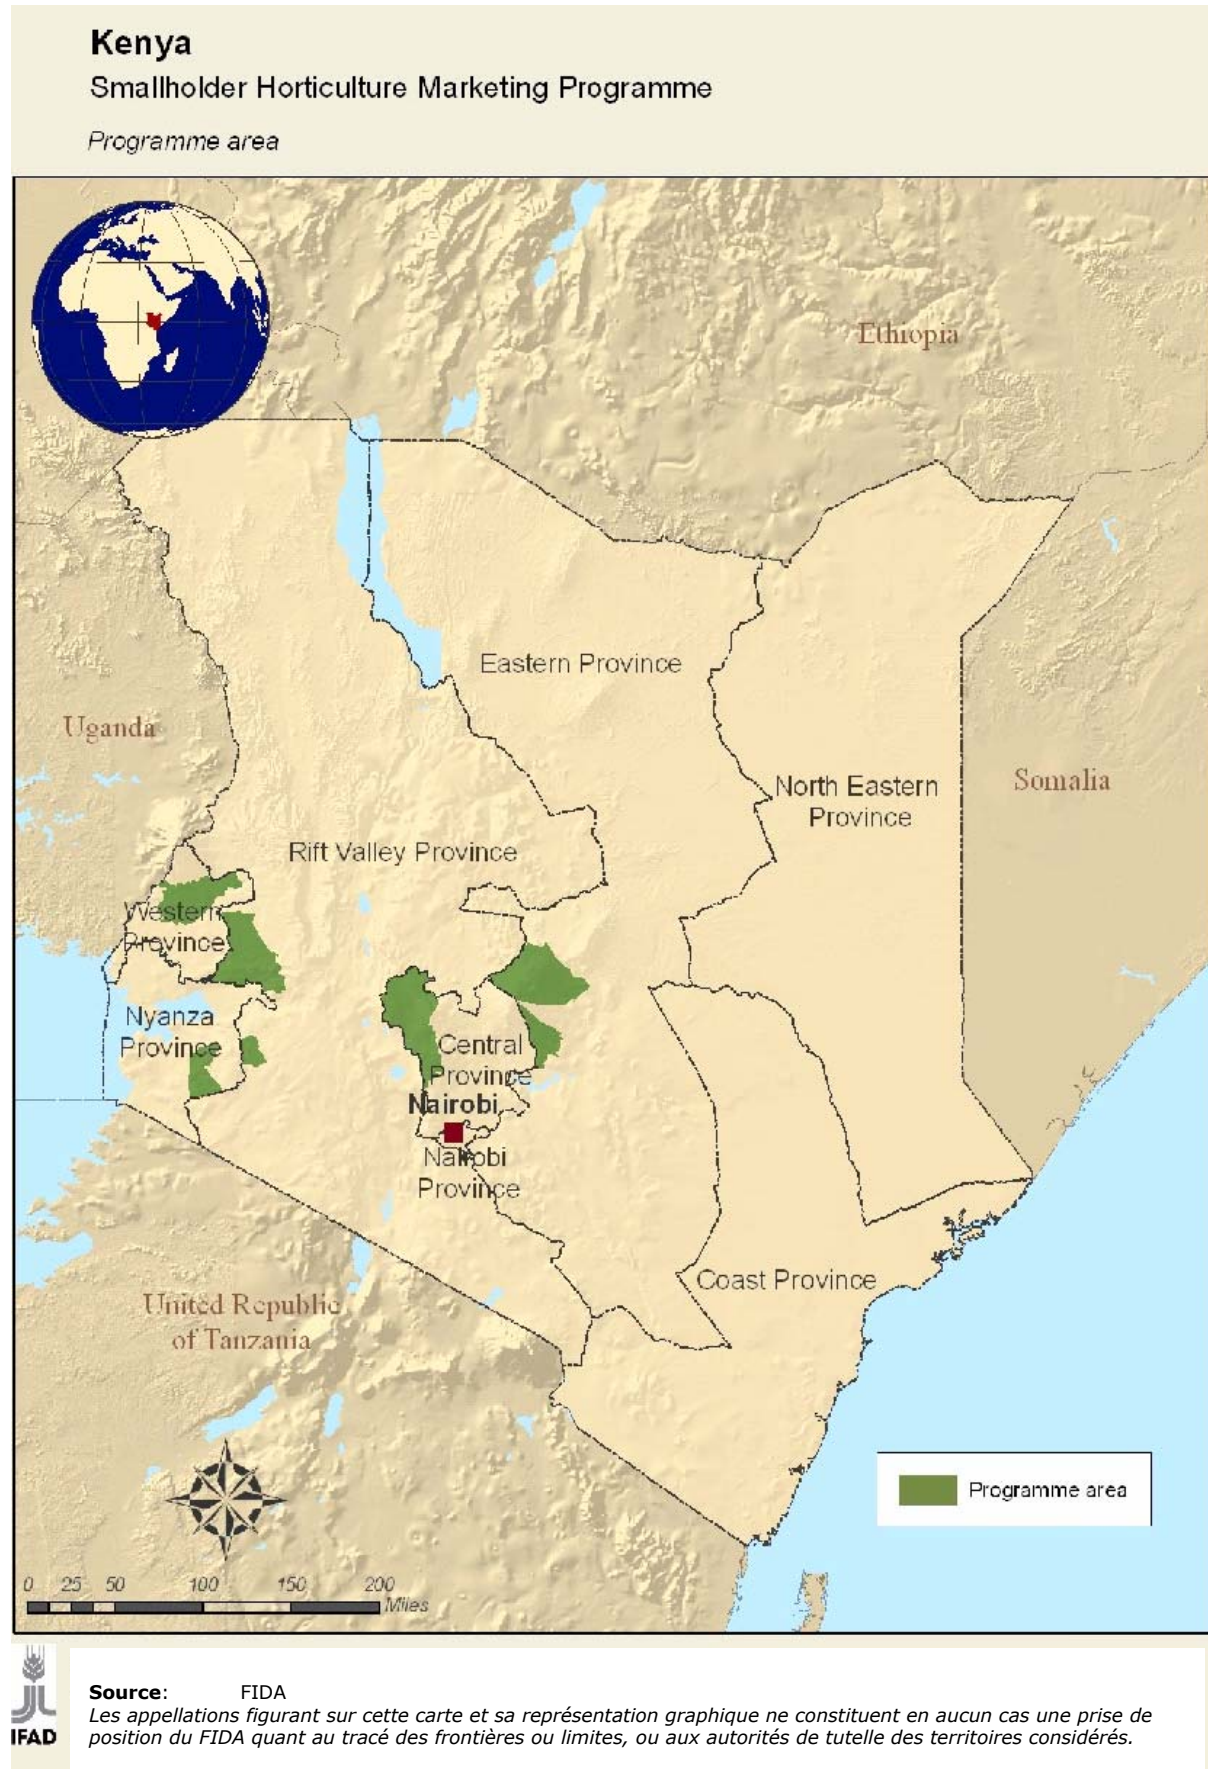 Kenya
Smallholder Horticulture Marketing Programme
Programme area
Ethiopia
Eastern Province
Uganda
North Eastern
Province
Somalia
Rift Valley Province
Western
Province
Nyanza
Province
Central
Province
Nairobi
Nairobi
Province
Coast Province
United Republic
of Tanzania
Programme area
0 25 50 100 150 200
Miles
IFAD
Source: FIDA
Les appellations figurant sur cette carte et sa représentation graphique ne constituent en aucun cas une prise de
position du FIDA quant au tracé des frontières ou limites, ou aux autorités de tutelle des territoires considérés.